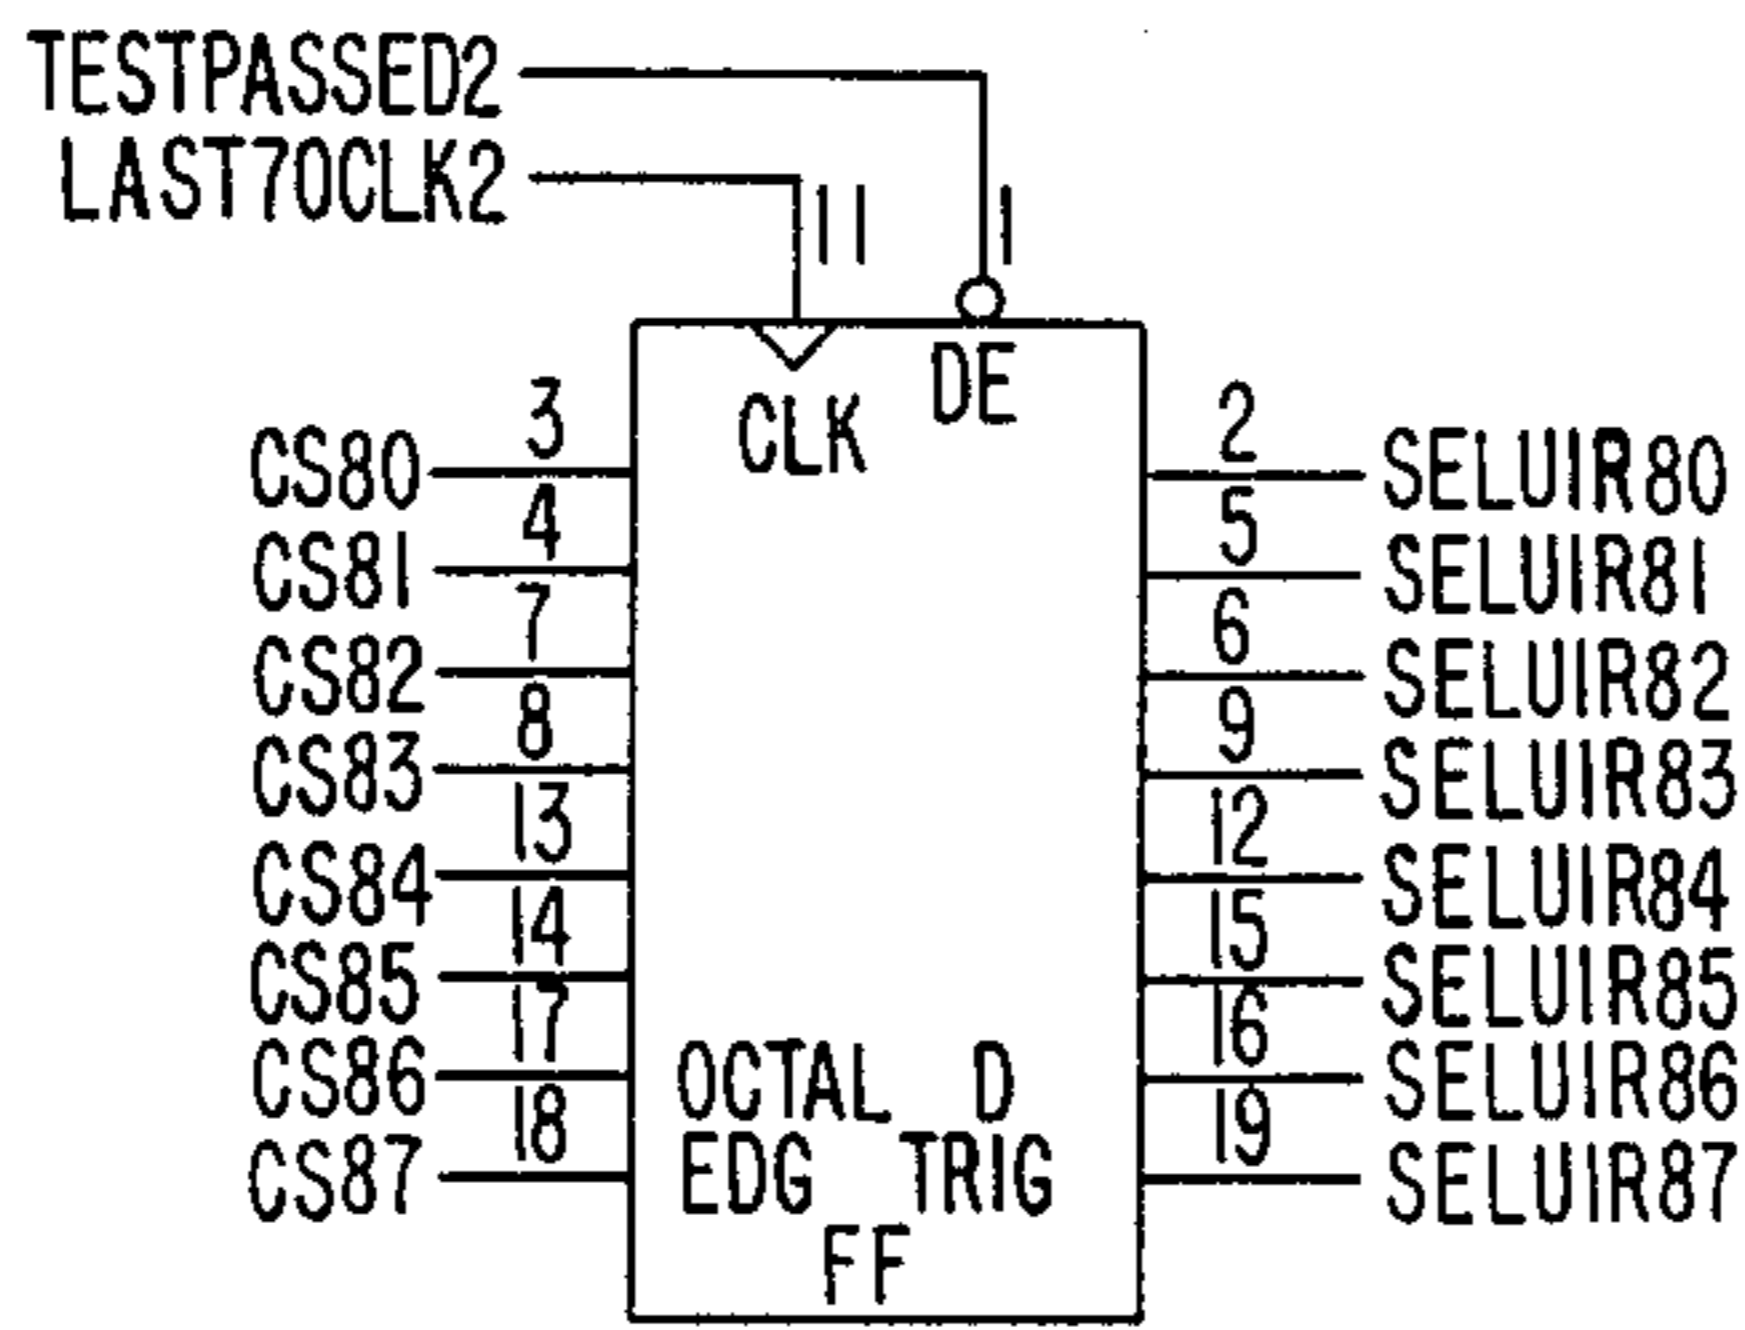 TESTPASSED2
LAST70CLK2
11 1
DE
CLK
CS80 3 2 SELUIR80
CS81 4 5 SELUIR81
CS82 7 6 SELUIR82
CS83 8 9 SELUIR83
CS84 13 12 SELUIR84
CS85 14 15 SELUIR85
CS86 17 16 SELUIR86
CS87 18 19 SELUIR87
OCTAL D
EDG TRIG
FF